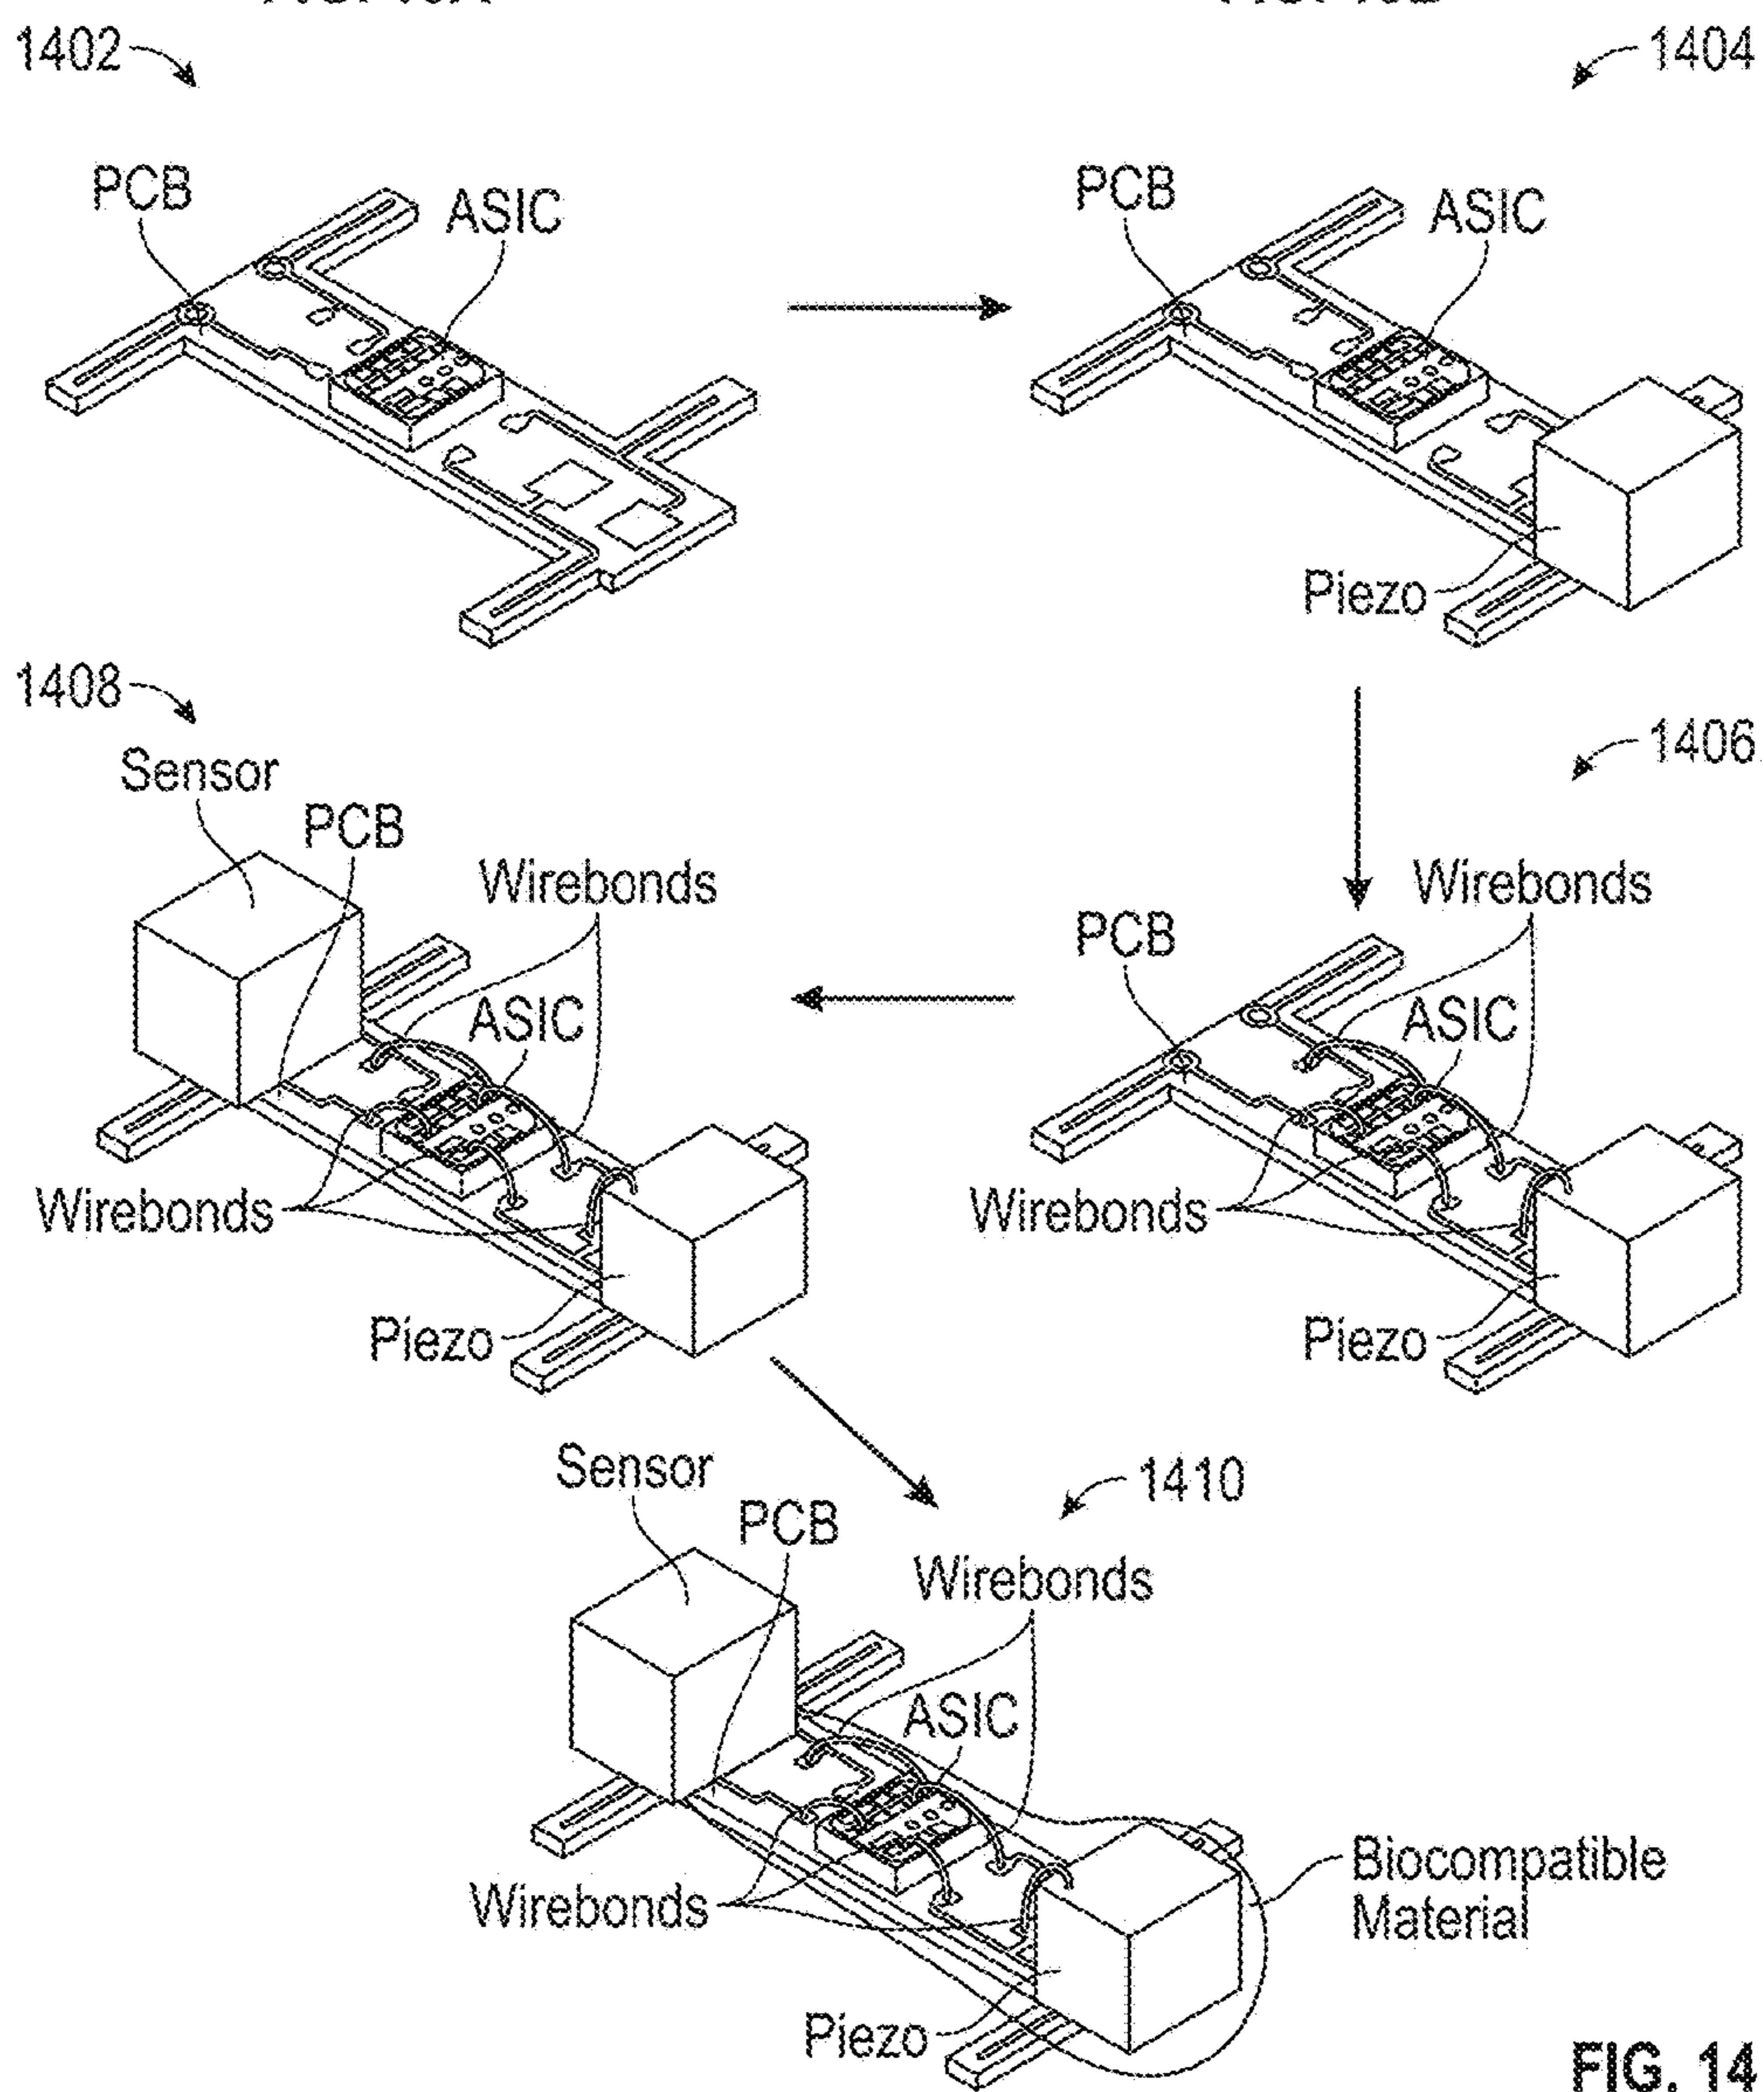 1402
1404
PCB
ASIC
PCB
ASIC
Piezo
1408
1406
Sensor
PCB
Wirebonds
ASIC
Wirebonds
Piezo
Wirebonds
PCB
ASIC
Wirebonds
Piezo
Sensor
1410
PCB
Wirebonds
ASIC
Wirebonds
Biocompatible
Material
Piezo
FIG. 14